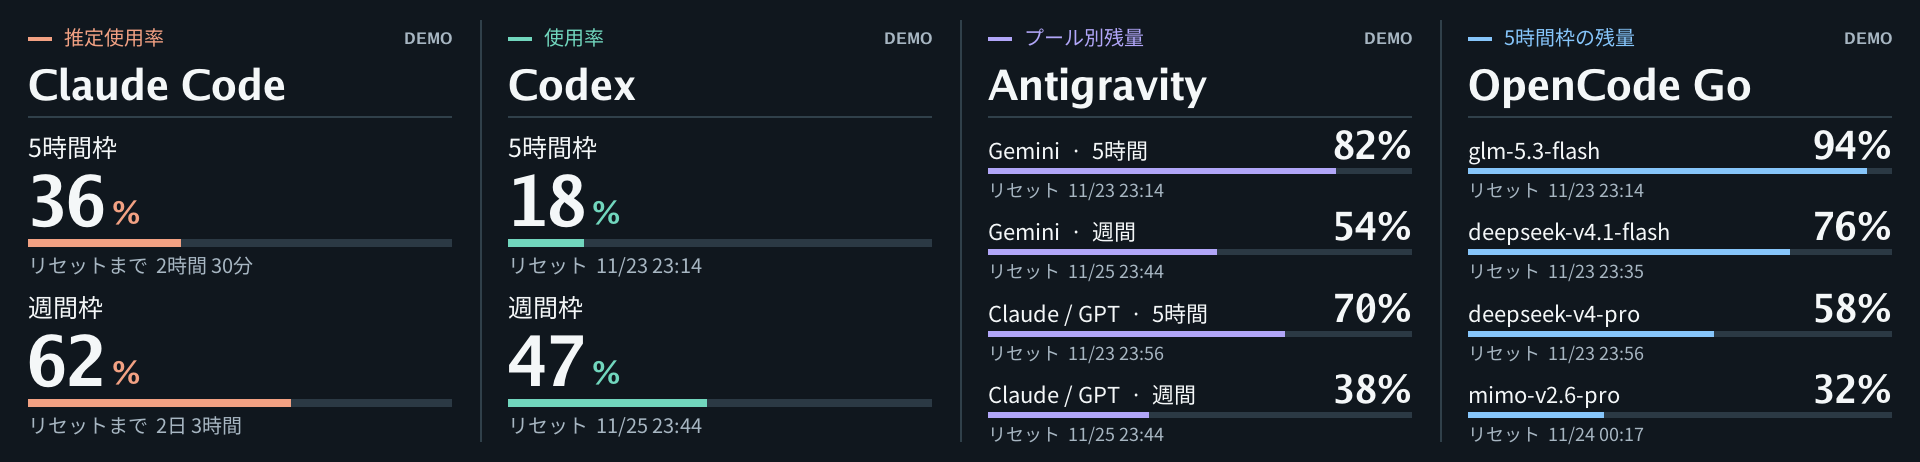 推定使用率 DEMO
Claude Code
5時間枠
36 %
リセットまで 2時間 30分
週間枠
62 %
リセットまで 2日 3時間
使用率 DEMO
Codex
5時間枠
18 %
リセット 11/23 23:14
週間枠
47 %
リセット 11/25 23:44
プール別残量 DEMO
Antigravity
Gemini · 5時間 82%
リセット 11/23 23:14
Gemini · 週間 54%
リセット 11/25 23:44
Claude / GPT · 5時間 70%
リセット 11/23 23:56
Claude / GPT · 週間 38%
リセット 11/25 23:44
5時間枠の残量 DEMO
OpenCode Go
glm-5.3-flash 94%
リセット 11/23 23:14
deepseek-v4.1-flash 76%
リセット 11/23 23:35
deepseek-v4-pro 58%
リセット 11/23 23:56
mimo-v2.6-pro 32%
リセット 11/24 00:17